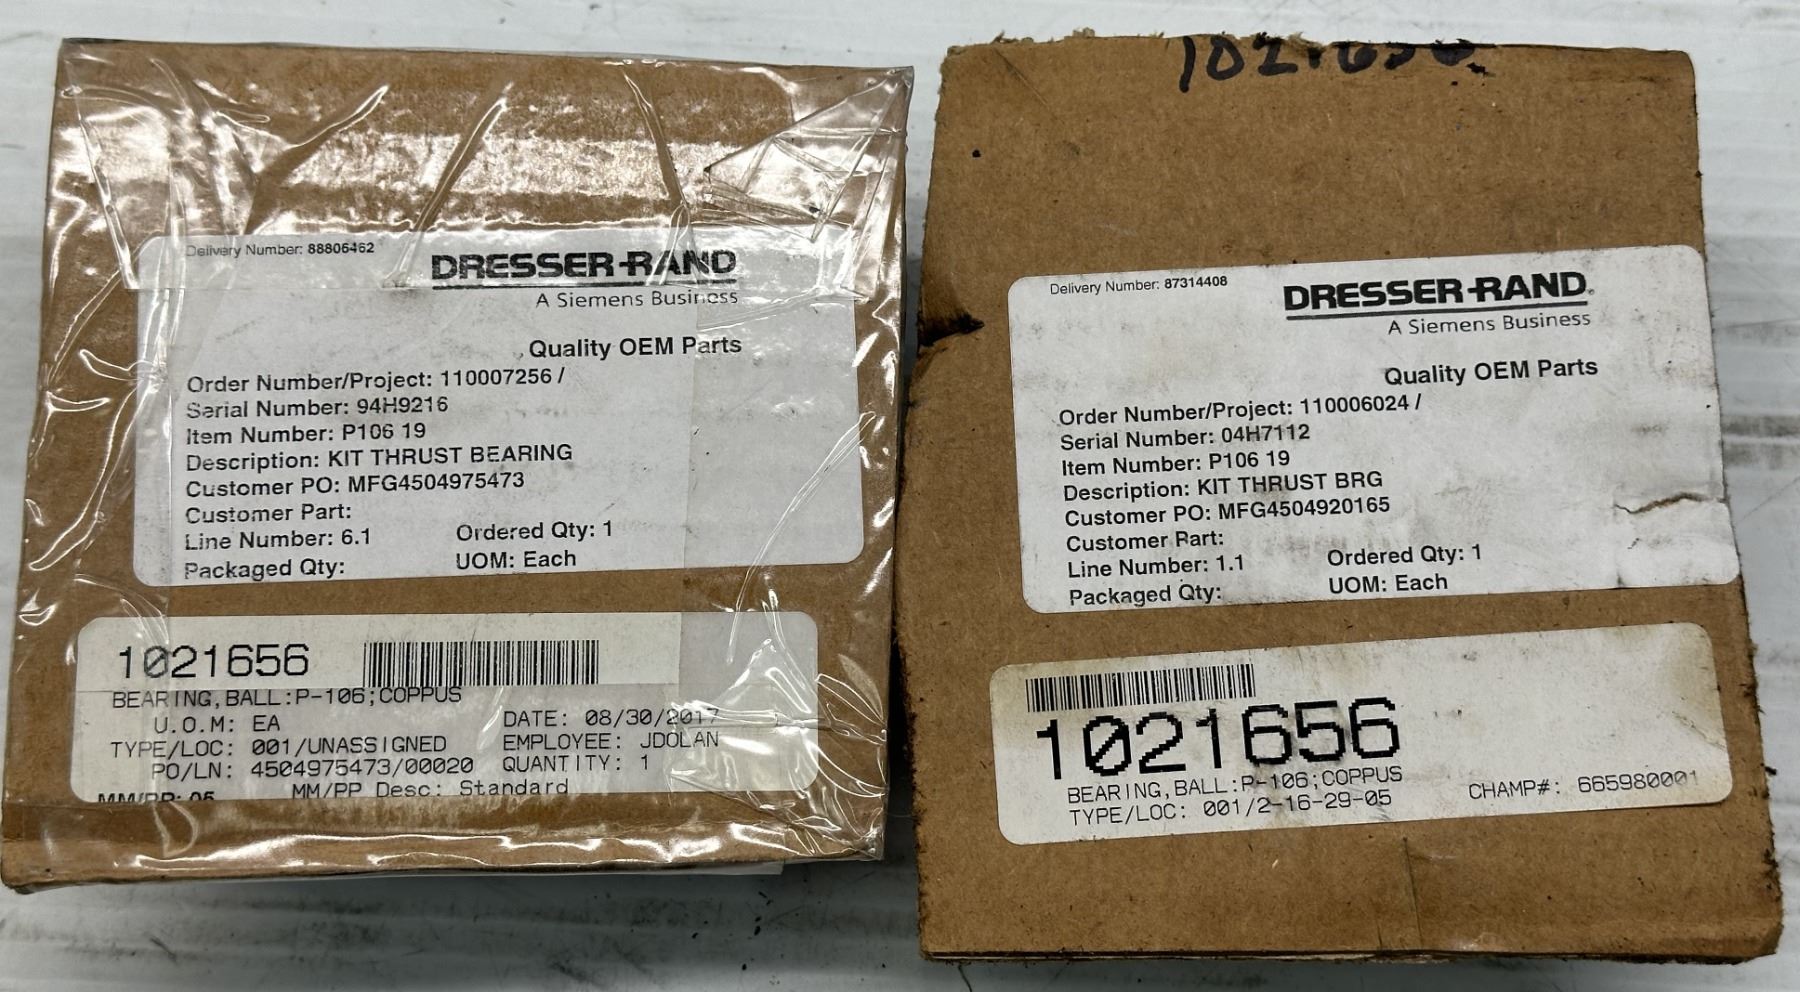 Delivery Number: 88806462
DRESSER-RAND
A Siemens Business
Quality OEM Parts
Order Number/Project: 110007256 /
Serial Number: 94H9216
Item Number: P106 19
Description: KIT THRUST BEARING
Customer PO: MFG4504975473
Customer Part:
Line Number: 6.1 Ordered Qty: 1
Packaged Qty: UOM: Each
1021656
BEARING,BALL:P-106;COPPUS
U.O.M: EA DATE: 08/30/2017
TYPE/LOC: 001/UNASSIGNED EMPLOYEE: JDOLAN
PO/LN: 4504975473/00020 QUANTITY: 1
MM/PP: 05 MM/PP Desc: Standard
1021656
Delivery Number: 87314408
DRESSER-RAND®
A Siemens Business
Quality OEM Parts
Order Number/Project: 110006024 /
Serial Number: 04H7112
Item Number: P106 19
Description: KIT THRUST BRG
Customer PO: MFG4504920165
Customer Part:
Line Number: 1.1 Ordered Qty: 1
Packaged Qty: UOM: Each
1021656
BEARING,BALL:P-106;COPPUS
TYPE/LOC: 001/2-16-29-05 CHAMP#: 665980001